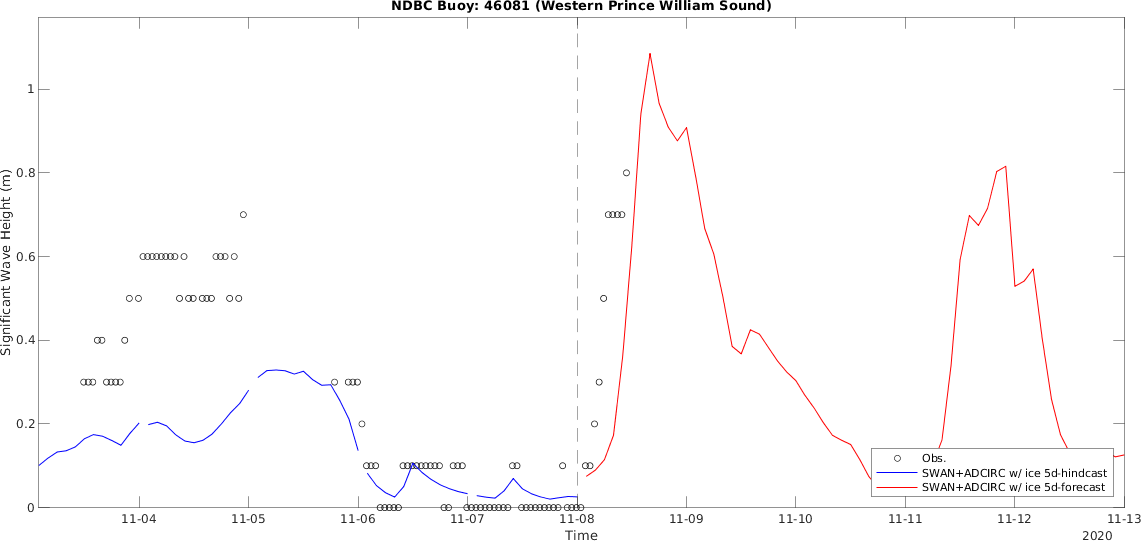 NDBC Buoy: 46081 (Western Prince William Sound)
Significant Wave Height (m)
1
0.8
0.6
0.4
0.2
0
11-04
11-05
11-06
11-07
11-08
11-09
11-10
11-11
11-12
11-13
Time
2020
Obs.
SWAN+ADCIRC w/ ice 5d-hindcast
SWAN+ADCIRC w/ ice 5d-forecast